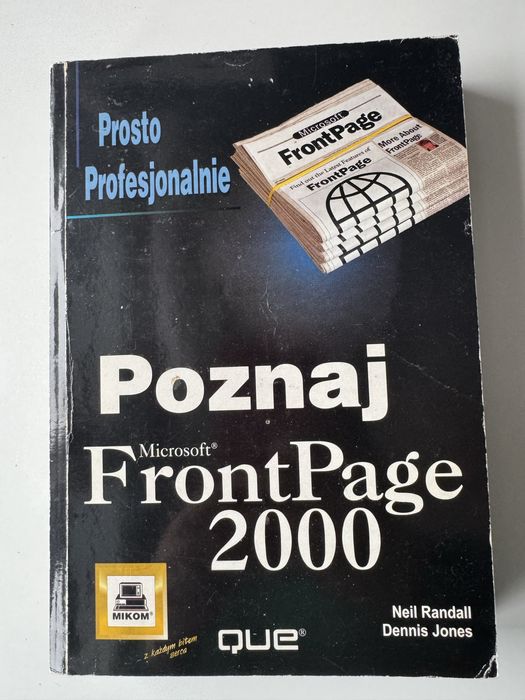 Prosto
Profesjonalnie
Microsoft
FrontPage
More About
FrontPage
Find out the Latest Features of
FrontPage
Poznaj
Microsoft®
FrontPage
2000
MIKOM®
z każdym bitem
serca
QUE®
Neil Randall
Dennis Jones